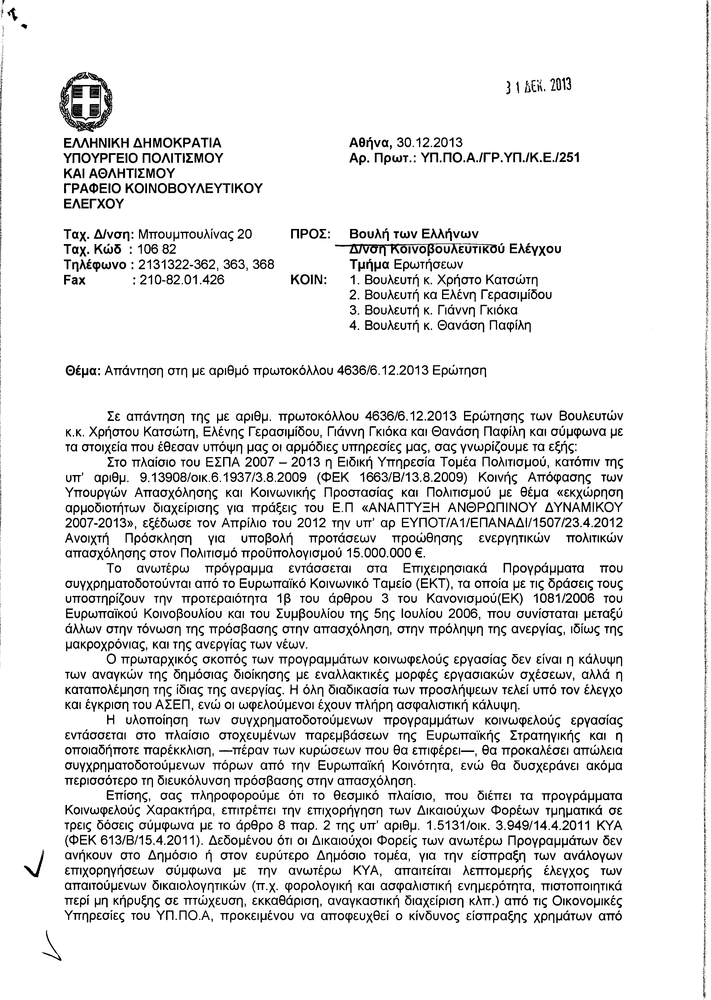 31 ΔΕΚ. 2013
ΕΛΛΗΝΙΚΗ ΔΗΜΟΚΡΑΤΙΑ
ΥΠΟΥΡΓΕΙΟ ΠΟΛΙΤΙΣΜΟΥ
ΚΑΙ ΑΘΛΗΤΙΣΜΟΥ
ΓΡΑΦΕΙΟ ΚΟΙΝΟΒΟΥΛΕΥΤΙΚΟΥ
ΕΛΕΓΧΟΥ
Αθήνα, 30.12.2013
Αρ. Πρωτ.: ΥΠ.ΠΟ.Α./ΓΡ.ΥΠ./Κ.Ε./251
Ταχ. Δ/νση: Μπουμπουλίνας 20
Ταχ. Κώδ : 106 82
Τηλέφωνο : 2131322-362, 363, 368
Fax : 210-82.01.426
ΠΡΟΣ: Βουλή των Ελλήνων
Δ/νση Κοινοβουλευτικού Ελέγχου
Τμήμα Ερωτήσεων
ΚΟΙΝ: 1. Βουλευτή κ. Χρήστο Κατσώτη
2. Βουλευτή κα Ελένη Γερασιμίδου
3. Βουλευτή κ. Γιάννη Γκιόκα
4. Βουλευτή κ. Θανάση Παφίλη
Θέμα: Απάντηση στη με αριθμό πρωτοκόλλου 4636/6.12.2013 Ερώτηση
Σε απάντηση της με αριθμ. πρωτοκόλλου 4636/6.12.2013 Ερώτησης των Βουλευτών
κ.κ. Χρήστου Κατσώτη, Ελένης Γερασιμίδου, Γιάννη Γκιόκα και Θανάση Παφίλη και σύμφωνα με
τα στοιχεία που έθεσαν υπόψη μας οι αρμόδιες υπηρεσίες μας, σας γνωρίζουμε τα εξής:
Στο πλαίσιο του ΕΣΠΑ 2007 – 2013 η Ειδική Υπηρεσία Τομέα Πολιτισμού, κατόπιν της
υπ' αριθμ. 9.13908/οικ.6.1937/3.8.2009 (ΦΕΚ 1663/Β/13.8.2009) Κοινής Απόφασης των
Υπουργών Απασχόλησης και Κοινωνικής Προστασίας και Πολιτισμού με θέμα «εκχώρηση
αρμοδιοτήτων διαχείρισης για πράξεις του Ε.Π «ΑΝΑΠΤΥΞΗ ΑΝΘΡΩΠΙΝΟΥ ΔΥΝΑΜΙΚΟΥ
2007-2013», εξέδωσε τον Απρίλιο του 2012 την υπ' αρ ΕΥΠΟΤ/Α1/ΕΠΑΝΑΔΙ/1507/23.4.2012
Ανοιχτή Πρόσκληση για υποβολή προτάσεων προώθησης ενεργητικών πολιτικών
απασχόλησης στον Πολιτισμό προϋπολογισμού 15.000.000 €.
Το ανωτέρω πρόγραμμα εντάσσεται στα Επιχειρησιακά Προγράμματα που
συγχρηματοδοτούνται από το Ευρωπαϊκό Κοινωνικό Ταμείο (ΕΚΤ), τα οποία με τις δράσεις τους
υποστηρίζουν την προτεραιότητα 1β του άρθρου 3 του Κανονισμού(ΕΚ) 1081/2006 του
Ευρωπαϊκού Κοινοβουλίου και του Συμβουλίου της 5ης Ιουλίου 2006, που συνίσταται μεταξύ
άλλων στην τόνωση της πρόσβασης στην απασχόληση, στην πρόληψη της ανεργίας, ιδίως της
μακροχρόνιας, και της ανεργίας των νέων.
Ο πρωταρχικός σκοπός των προγραμμάτων κοινωφελούς εργασίας δεν είναι η κάλυψη
των αναγκών της δημόσιας διοίκησης με εναλλακτικές μορφές εργασιακών σχέσεων, αλλά η
καταπολέμηση της ίδιας της ανεργίας. Η όλη διαδικασία των προσλήψεων τελεί υπό τον έλεγχο
και έγκριση του ΑΣΕΠ, ενώ οι ωφελούμενοι έχουν πλήρη ασφαλιστική κάλυψη.
Η υλοποίηση των συγχρηματοδοτούμενων προγραμμάτων κοινωφελούς εργασίας
εντάσσεται στο πλαίσιο στοχευμένων παρεμβάσεων της Ευρωπαϊκής Στρατηγικής και η
οποιαδήποτε παρέκκλιση, —πέραν των κυρώσεων που θα επιφέρει—, θα προκαλέσει απώλεια
συγχρηματοδοτούμενων πόρων από την Ευρωπαϊκή Κοινότητα, ενώ θα δυσχεράνει ακόμα
περισσότερο τη διευκόλυνση πρόσβασης στην απασχόληση.
Επίσης, σας πληροφορούμε ότι το θεσμικό πλαίσιο, που διέπει τα προγράμματα
Κοινωφελούς Χαρακτήρα, επιτρέπει την επιχορήγηση των Δικαιούχων Φορέων τμηματικά σε
τρεις δόσεις σύμφωνα με το άρθρο 8 παρ. 2 της υπ' αριθμ. 1.5131/οικ. 3.949/14.4.2011 ΚΥΑ
(ΦΕΚ 613/Β/15.4.2011). Δεδομένου ότι οι Δικαιούχοι Φορείς των ανωτέρω Προγραμμάτων δεν
ανήκουν στο Δημόσιο ή στον ευρύτερο Δημόσιο τομέα, για την είσπραξη των ανάλογων
επιχορηγήσεων σύμφωνα με την ανωτέρω ΚΥΑ, απαιτείται λεπτομερής έλεγχος των
απαιτούμενων δικαιολογητικών (π.χ. φορολογική και ασφαλιστική ενημερότητα, πιστοποιητικά
περί μη κήρυξης σε πτώχευση, εκκαθάριση, αναγκαστική διαχείριση κλπ.) από τις Οικονομικές
Υπηρεσίες του ΥΠ.ΠΟ.Α, προκειμένου να αποφευχθεί ο κίνδυνος είσπραξης χρημάτων από